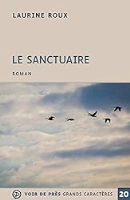 LAURINE ROUX
LE SANCTUAIRE
ROMAN
VOIR DE PRÈS GRANDS CARACTÈRES 20